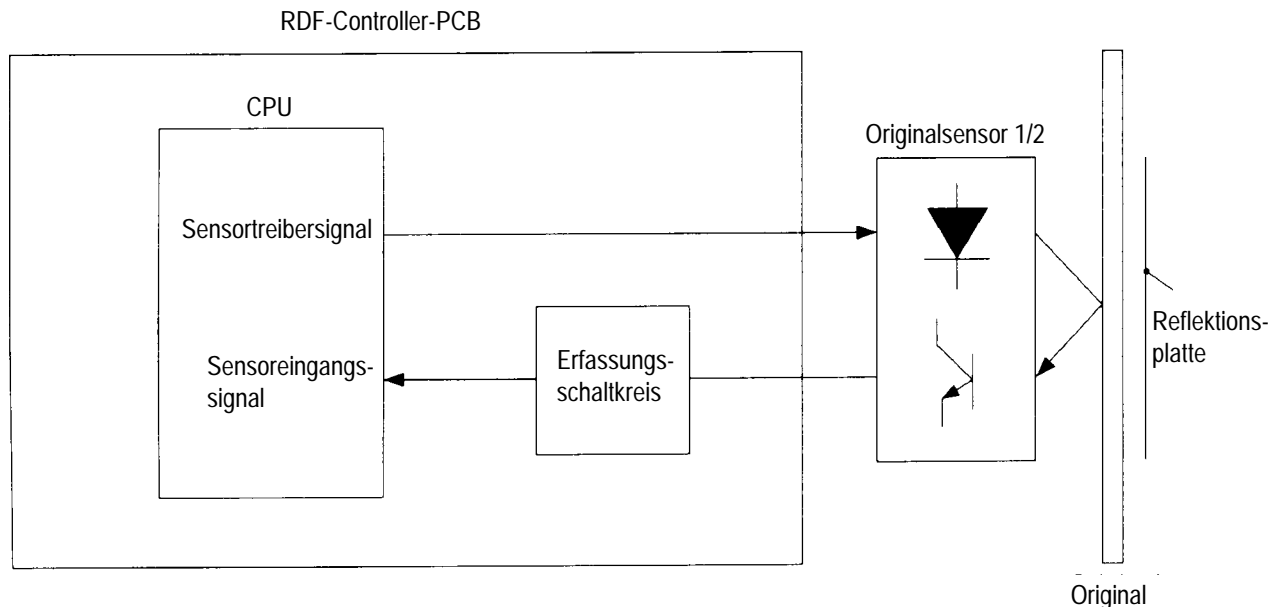 RDF-Controller-PCB
CPU
Originalsensor 1/2
Sensortreibersignal
Sensoreingangs-
signal
Erfassungs-
schaltkreis
Reflektions-
platte
Original